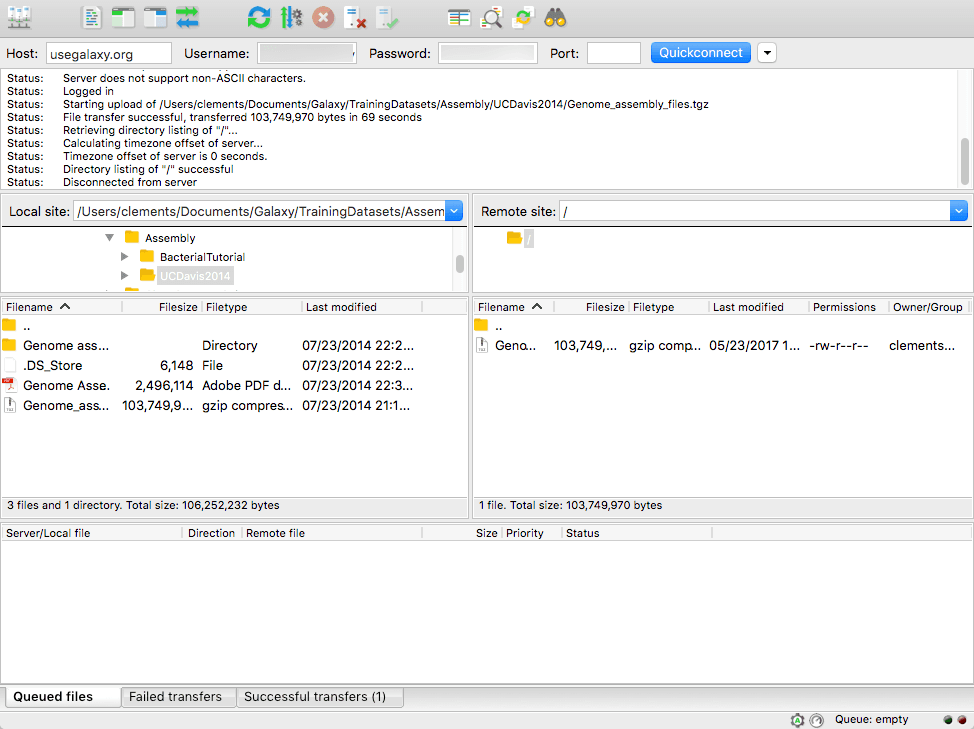 Host: usegalaxy.org Username: Password: Port: Quickconnect
Status: Server does not support non-ASCII characters.
Status: Logged in
Status: Starting upload of /Users/clements/Documents/Galaxy/TrainingDatasets/Assembly/UCDavis2014/Genome_assembly_files.tgz
Status: File transfer successful, transferred 103,749,970 bytes in 69 seconds
Status: Retrieving directory listing of "/"...
Status: Calculating timezone offset of server...
Status: Timezone offset of server is 0 seconds.
Status: Directory listing of "/" successful
Status: Disconnected from server
Local site: /Users/clements/Documents/Galaxy/TrainingDatasets/Assem
Assembly
BacterialTutorial
UCDavis2014
Filename Filesize Filetype Last modified
..
Genome ass... Directory 07/23/2014 22:2...
.DS_Store 6,148 File 07/23/2014 22:2...
Genome Asse. 2,496,114 Adobe PDF d... 07/23/2014 22:3...
Genome_ass... 103,749,9... gzip compres... 07/23/2014 21:1...
3 files and 1 directory. Total size: 106,252,232 bytes
Remote site: /
/
Filename Filesize Filetype Last modified Permissions Owner/Group
..
Geno... 103,749,... gzip comp... 05/23/2017 1... -rw-r--r-- clements...
1 file. Total size: 103,749,970 bytes
Server/Local file Direction Remote file Size Priority Status
Queued files Failed transfers Successful transfers (1)
Queue: empty